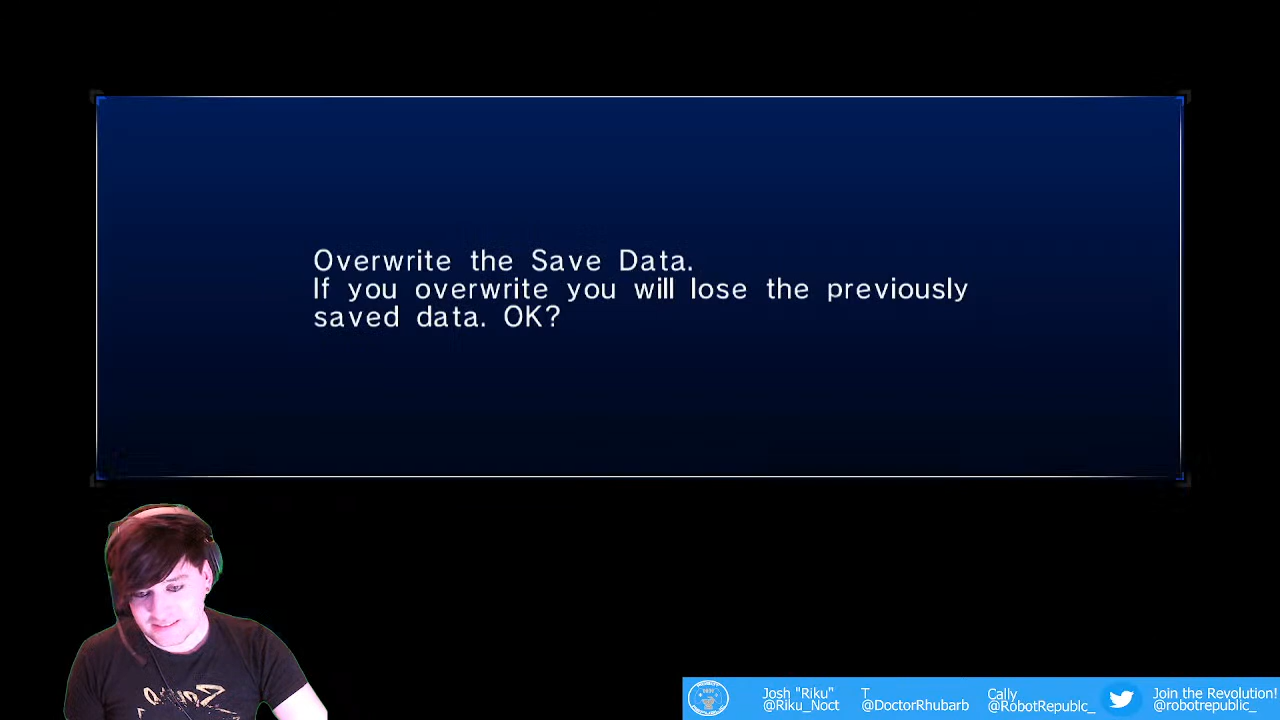 Overwrite the Save Data.
If you overwrite you will lose the previously
saved data. OK?
Josh "Riku"
@Riku_Noct
T
@DoctorRhubarb
Cally
@RobotRepublc_
Join the Revolution!
@robotrepublic_